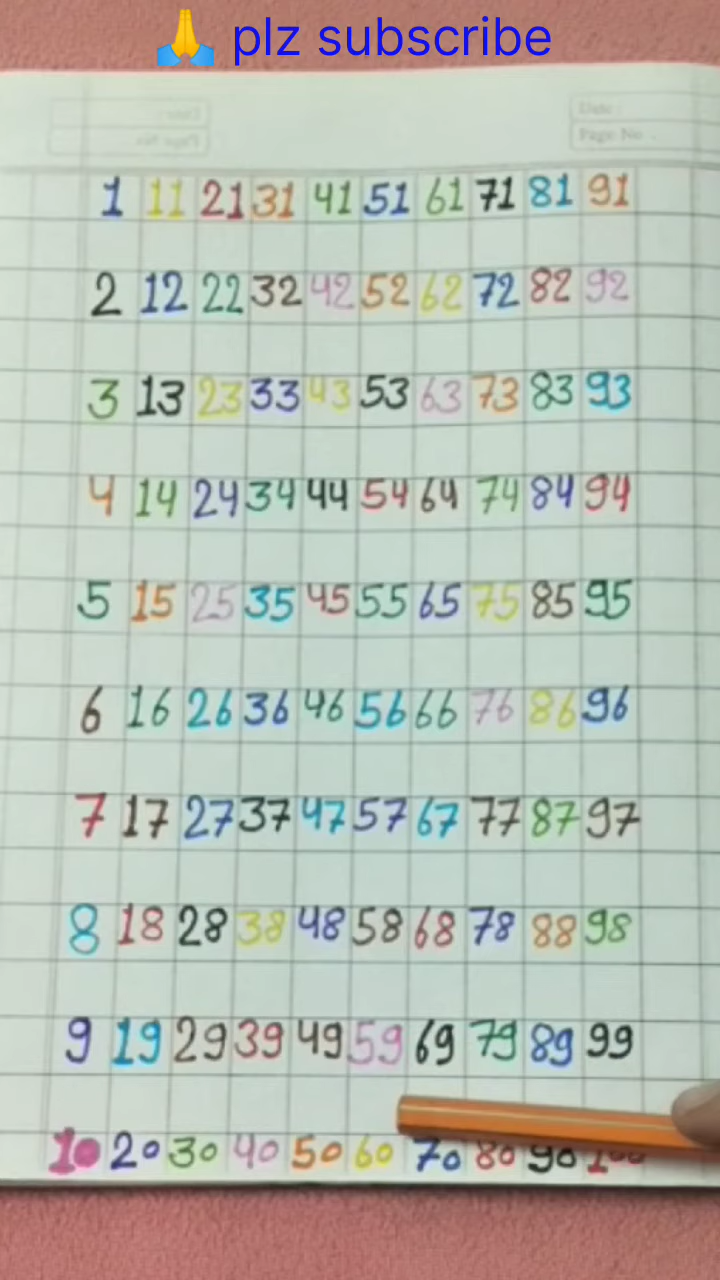 🙏 plz subscribe
Date :
Page No .
1 11 21 31 41 51 61 71 81 91
2 12 22 32 42 52 62 72 82 92
3 13 23 33 43 53 63 73 83 93
4 14 24 34 44 54 64 74 84 94
5 15 25 35 45 55 65 75 85 95
6 16 26 36 46 56 66 76 86 96
7 17 27 37 47 57 67 77 87 97
8 18 28 38 48 58 68 78 88 98
9 19 29 39 49 59 69 79 89 99
10 20 30 40 50 60 70 80 90 100